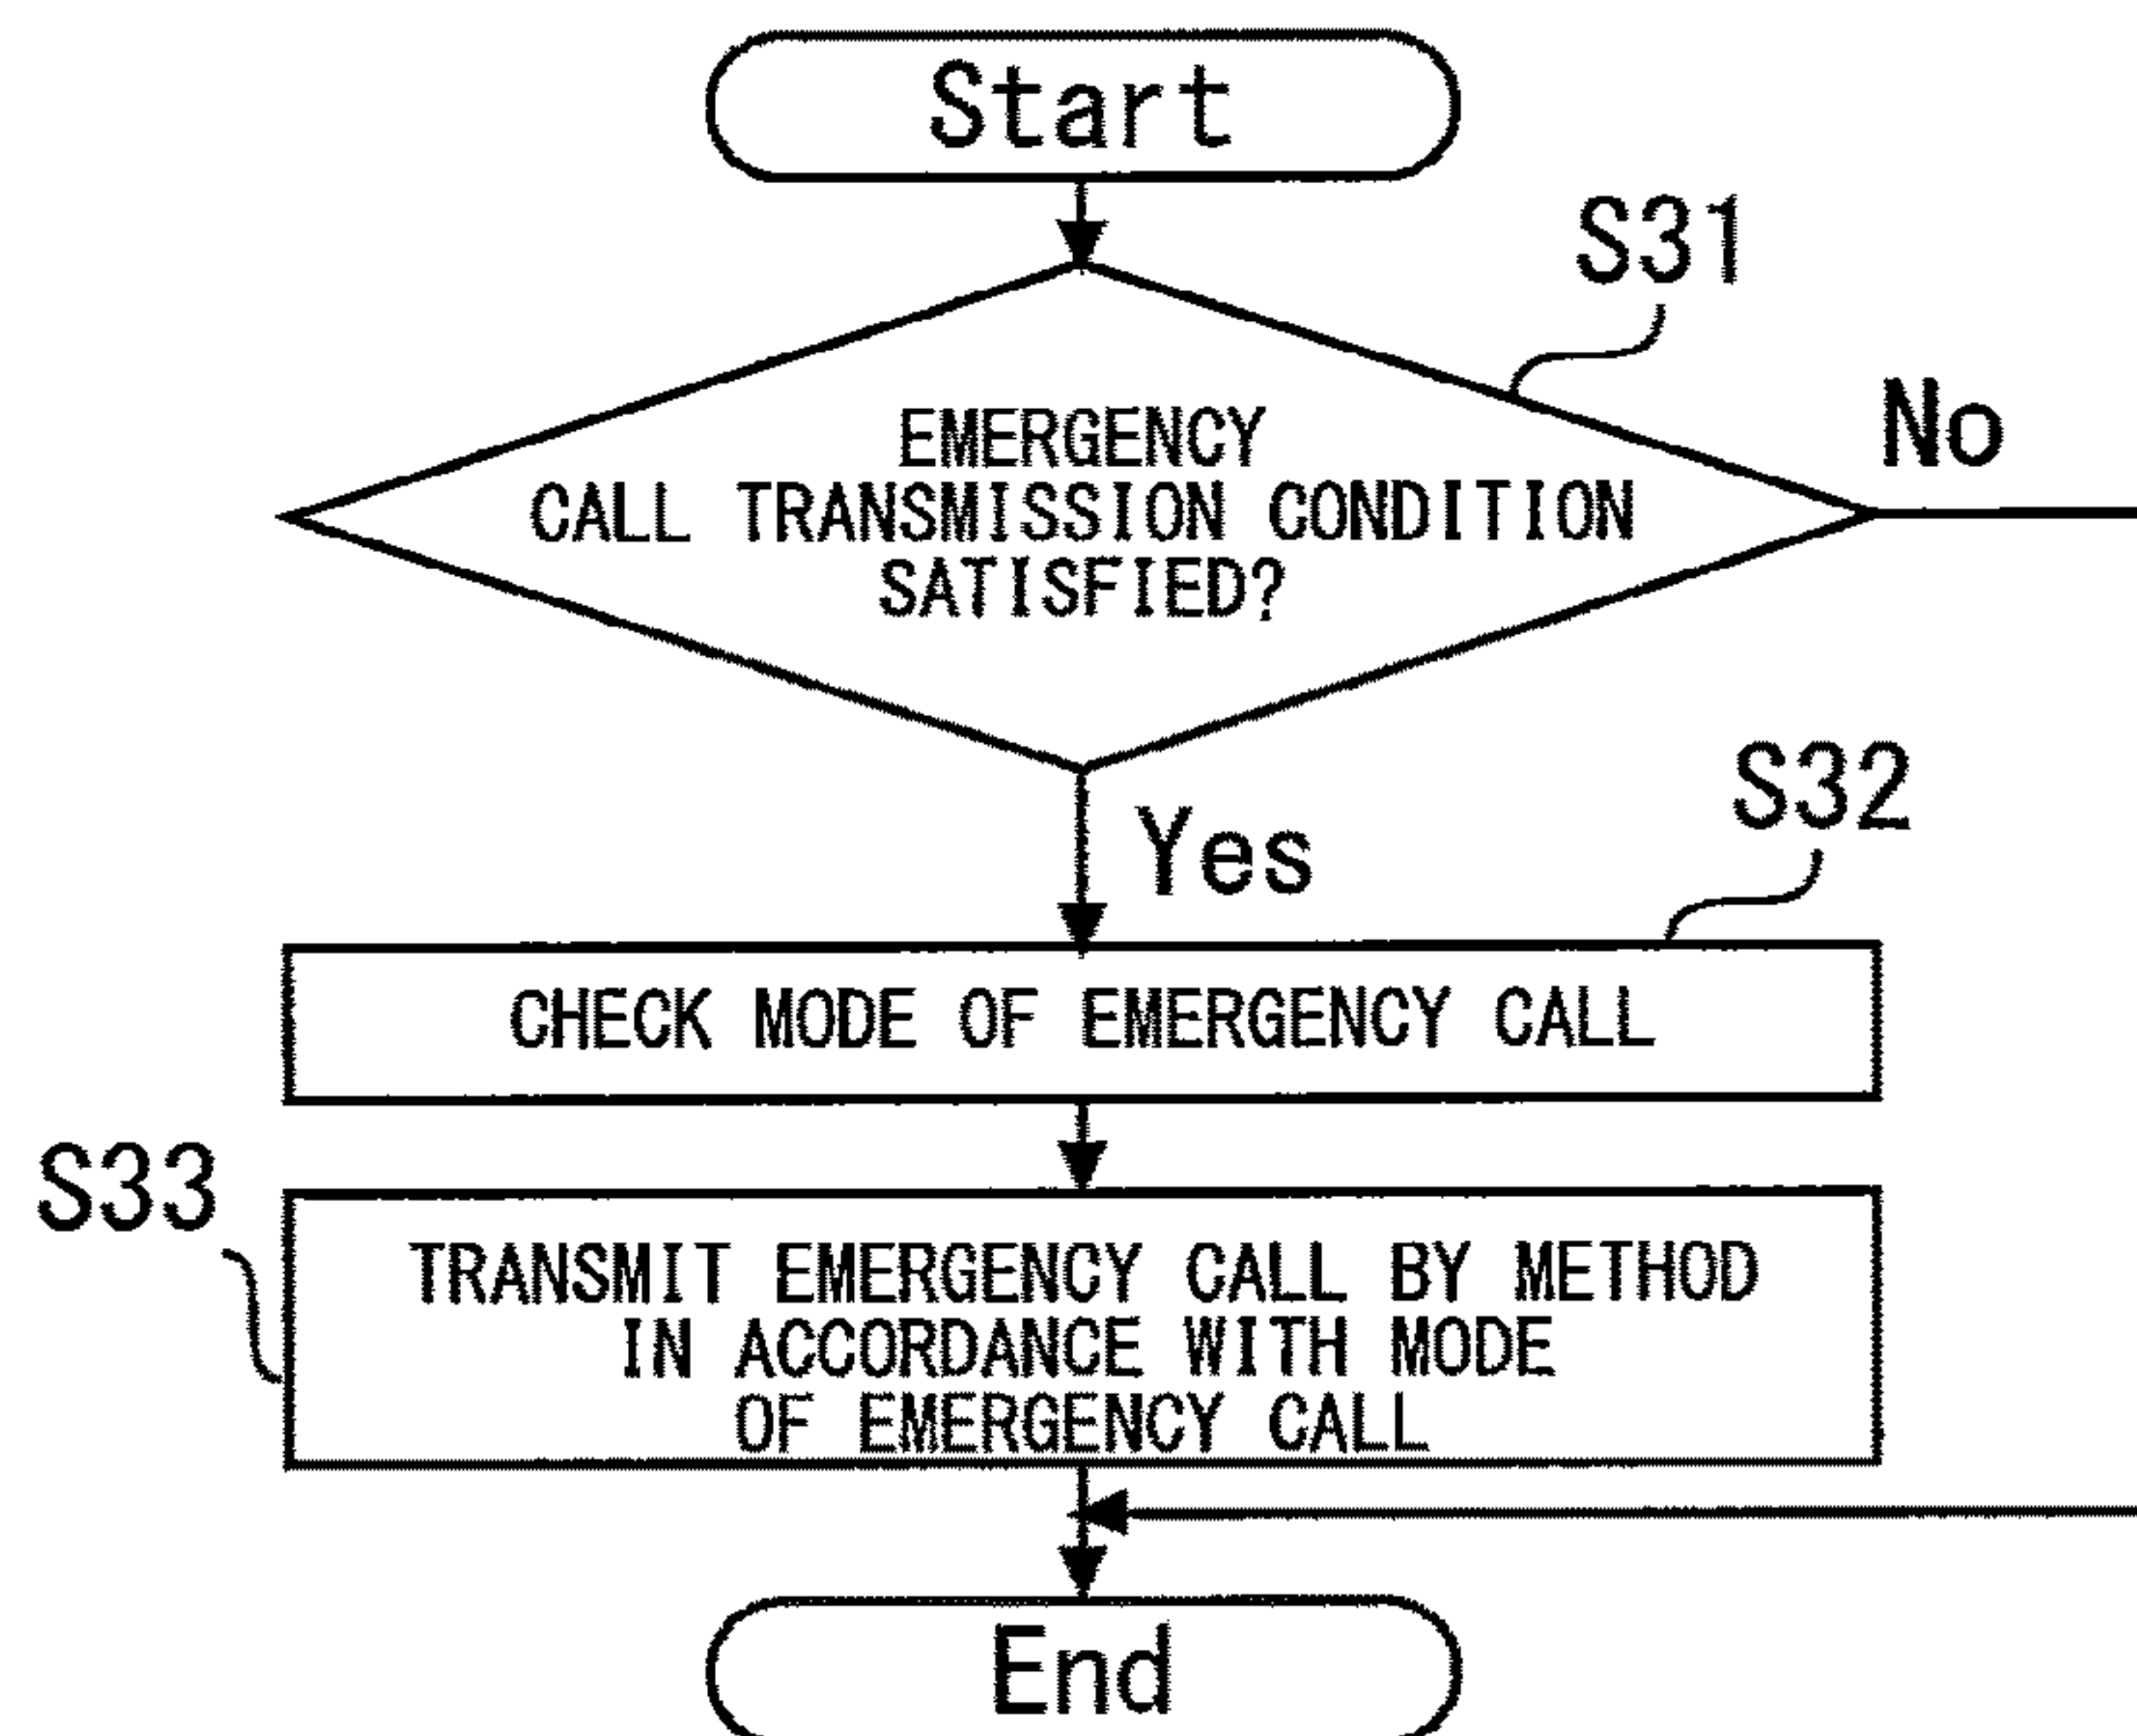 Start
S31
EMERGENCY
CALL TRANSMISSION CONDITION
SATISFIED?
No
Yes
S32
CHECK MODE OF EMERGENCY CALL
S33
TRANSMIT EMERGENCY CALL BY METHOD
IN ACCORDANCE WITH MODE
OF EMERGENCY CALL
End